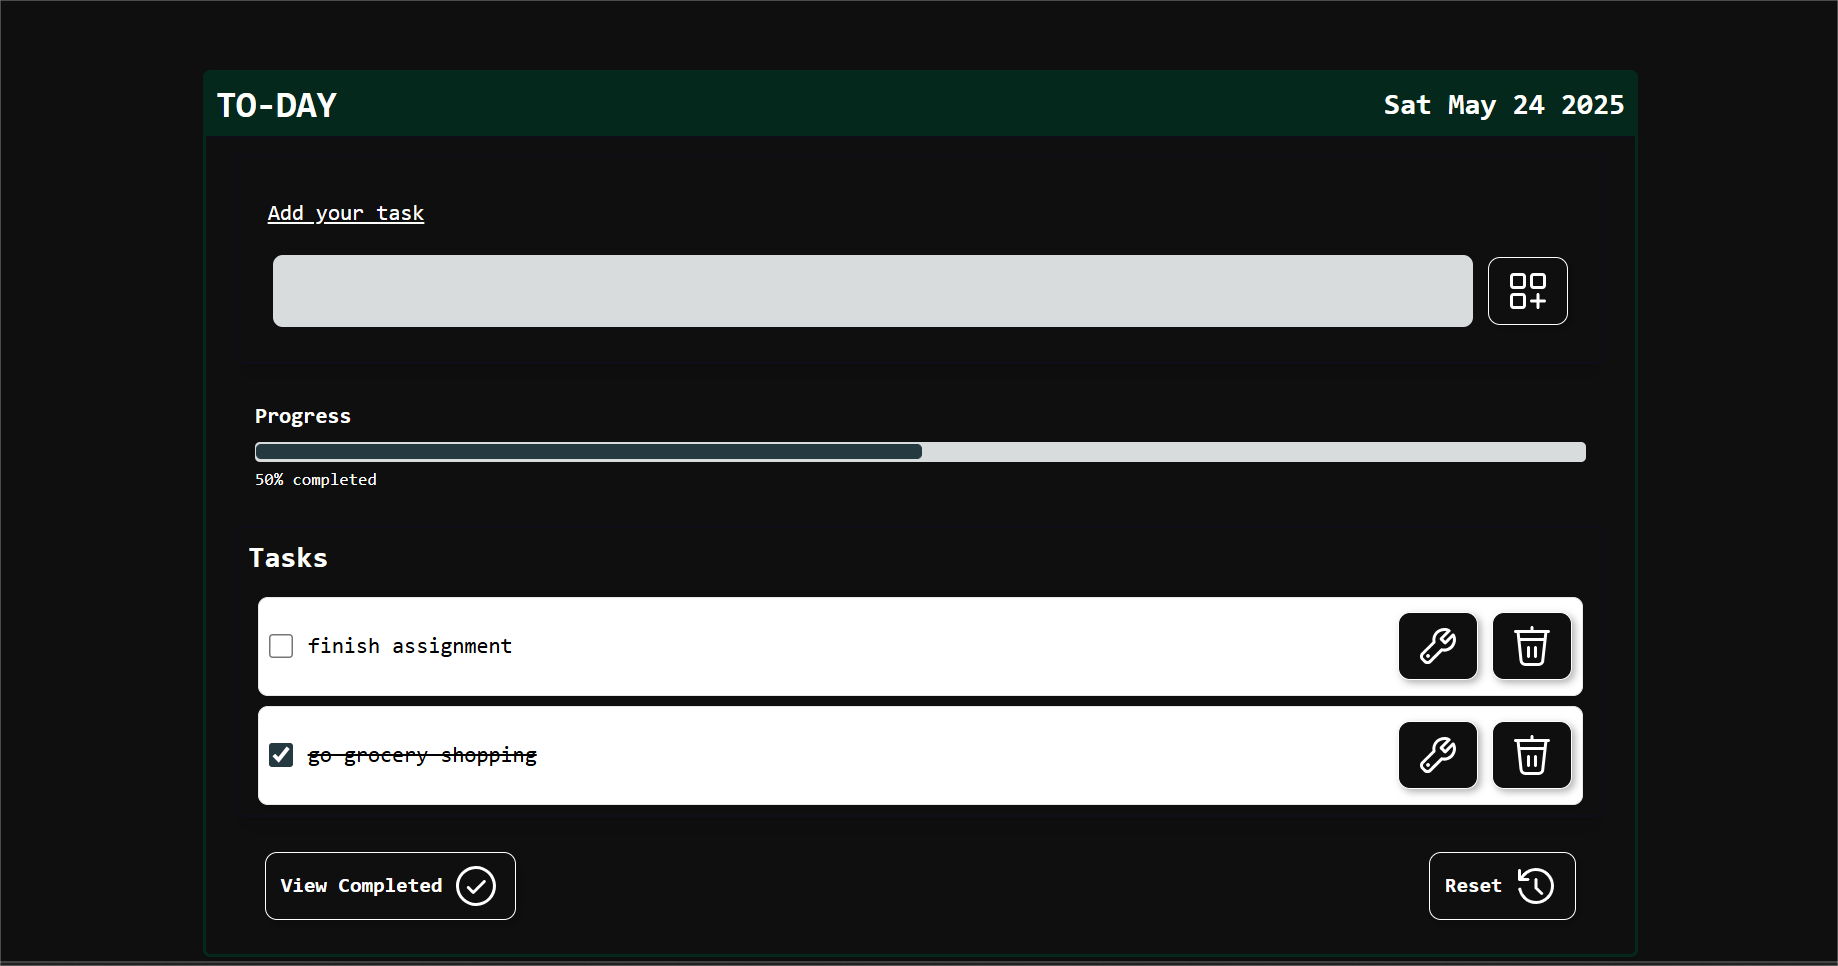 TO-DAY
Sat May 24 2025
Add your task
Progress
50% completed
Tasks
finish assignment
go grocery shopping
View Completed
Reset